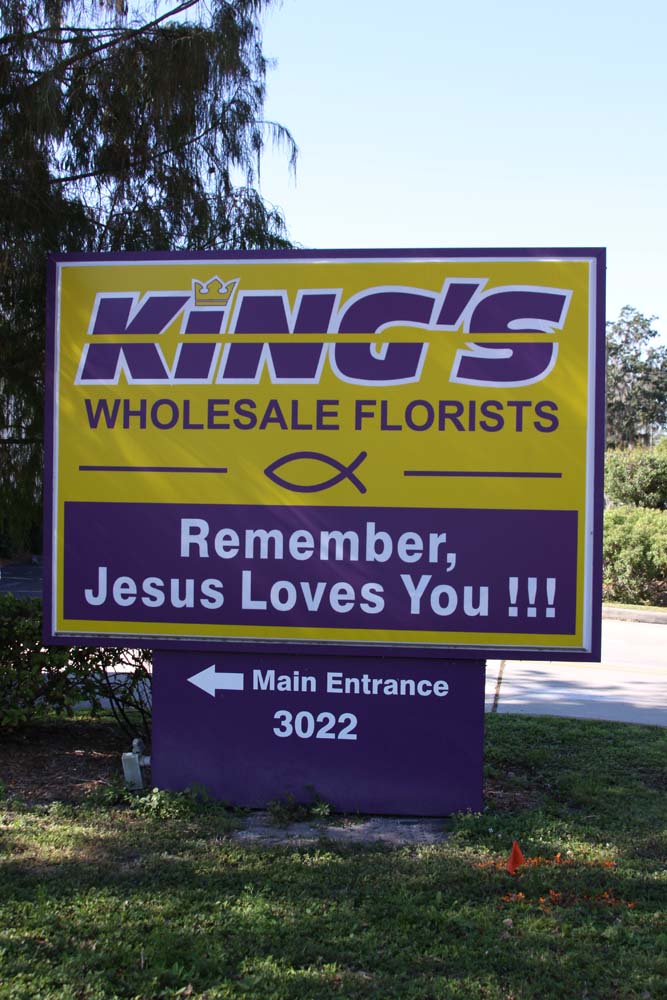 KiNG'S
WHOLESALE FLORISTS
Remember,
Jesus Loves You !!!
Main Entrance
3022